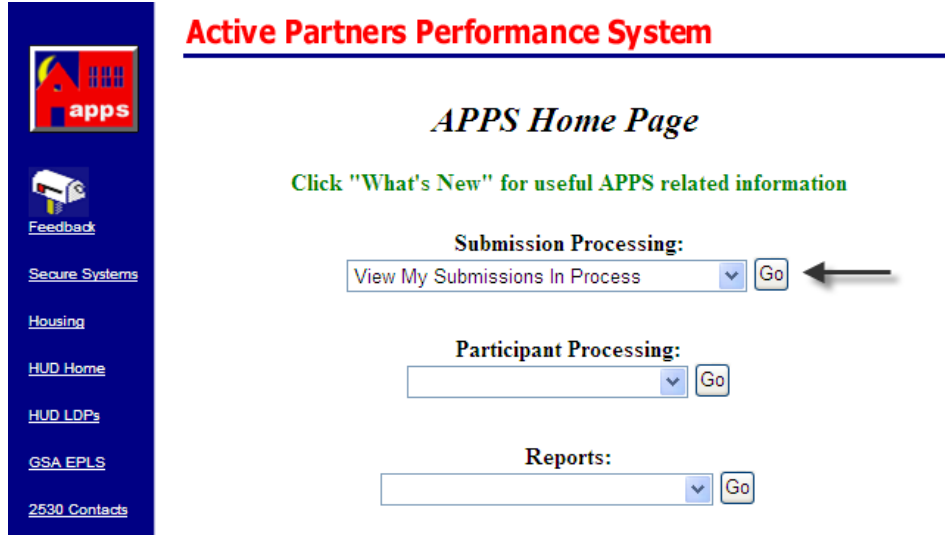 Active Partners Performance System
apps
APPS Home Page
Click "What's New" for useful APPS related information
Feedback
Submission Processing:
Secure Systems
View My Submissions In Process
Go
Housing
Participant Processing:
HUD Home
Go
HUD LDPs
GSA EPLS
Reports:
Go
2530 Contacts